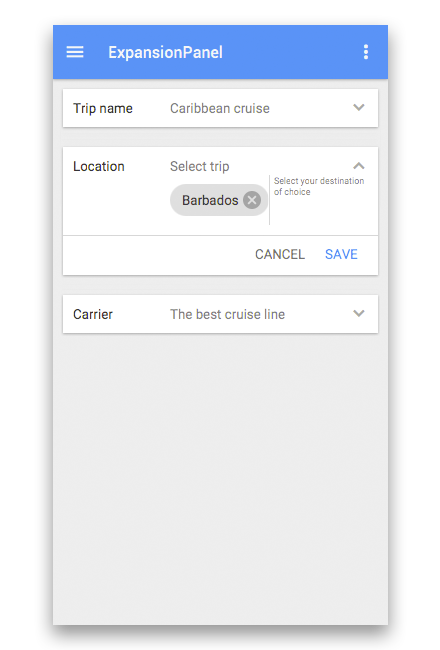 ExpansionPanel
Trip name Caribbean cruise
Location Select trip
Barbados
Select your destination
of choice
CANCEL SAVE
Carrier The best cruise line